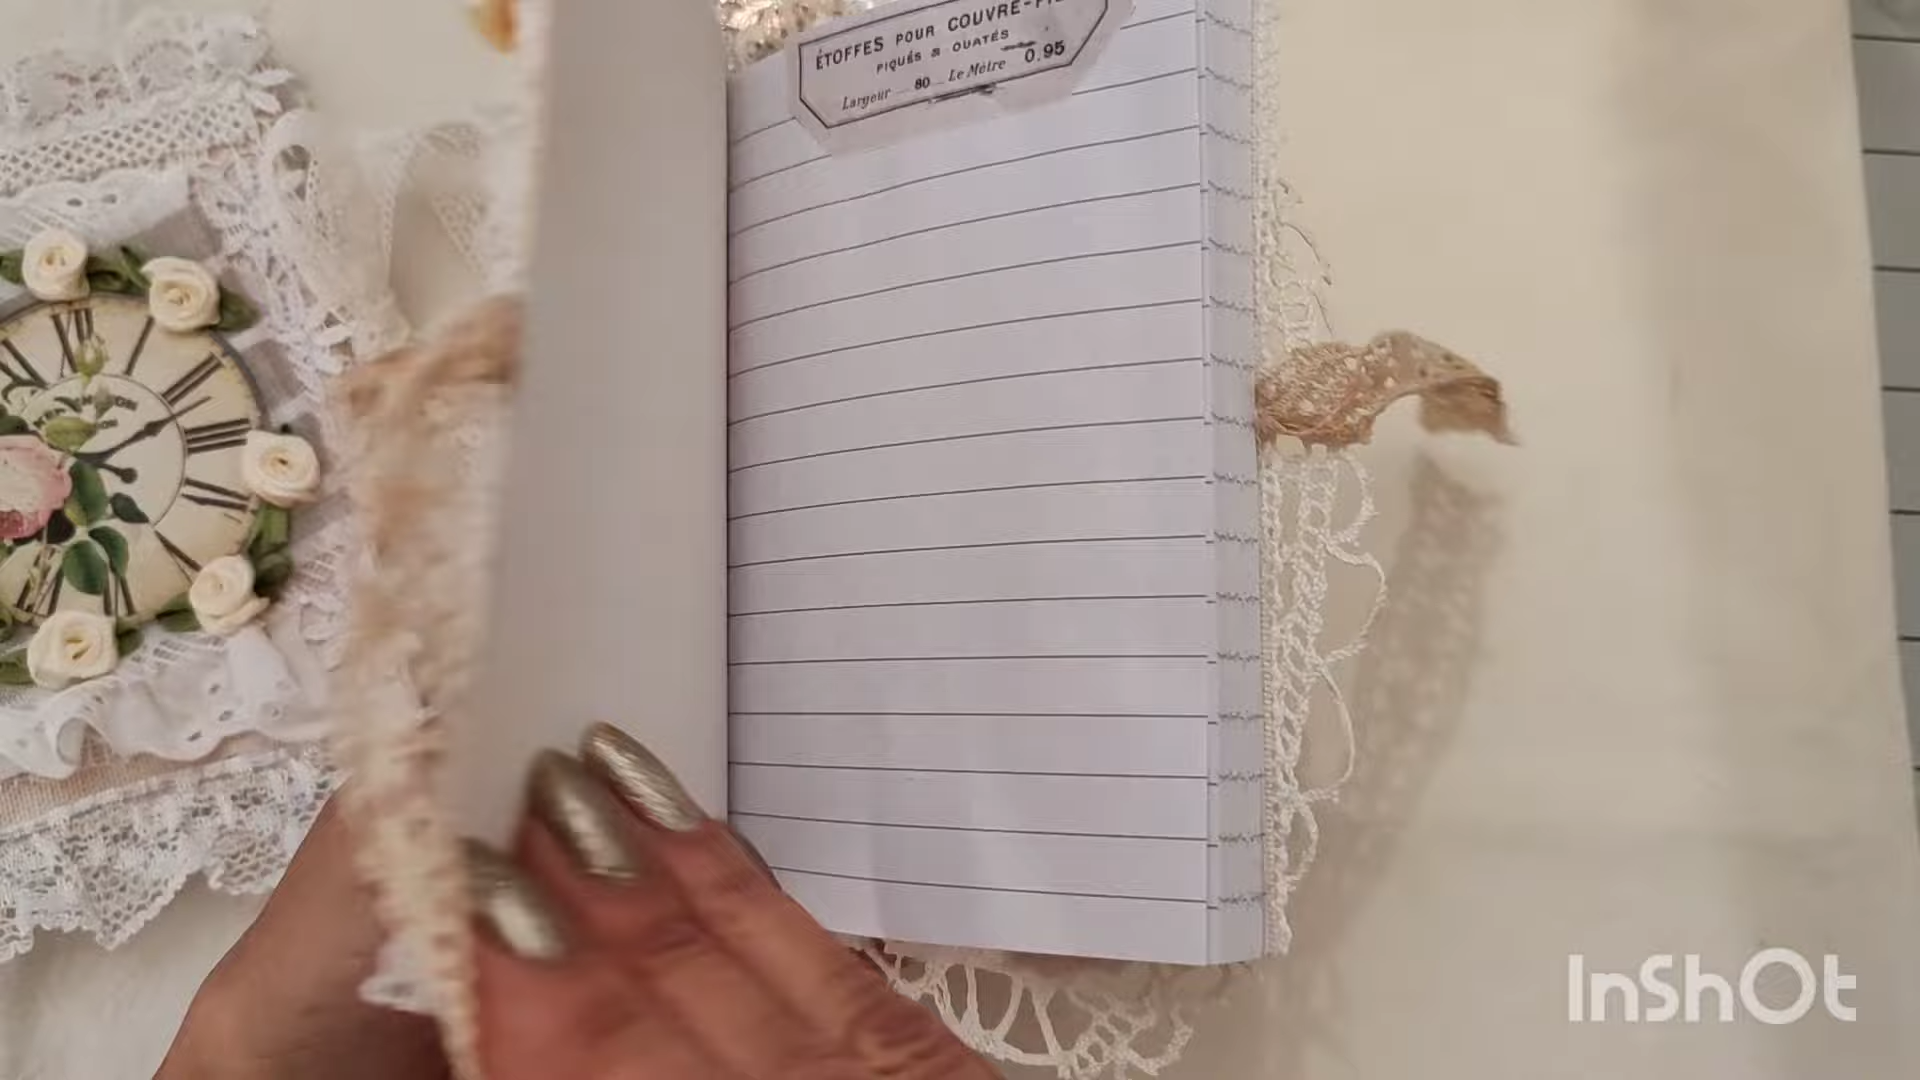 ÉTOFFES POUR COUVRE-
PIQUÉS & OUATÉS
Largeur — 80 — Le Mètre 0.95
InShOt